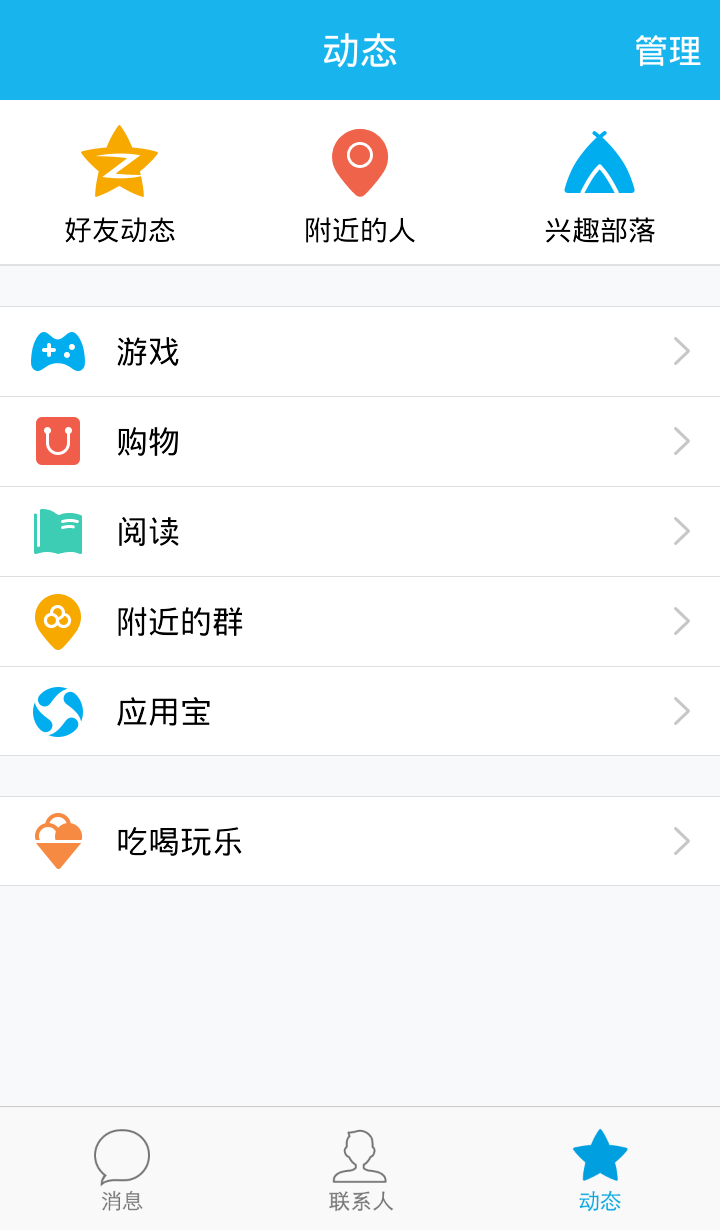 动态
管理
好友动态
附近的人
兴趣部落
游戏
购物
阅读
附近的群
应用宝
吃喝玩乐
消息
联系人
动态